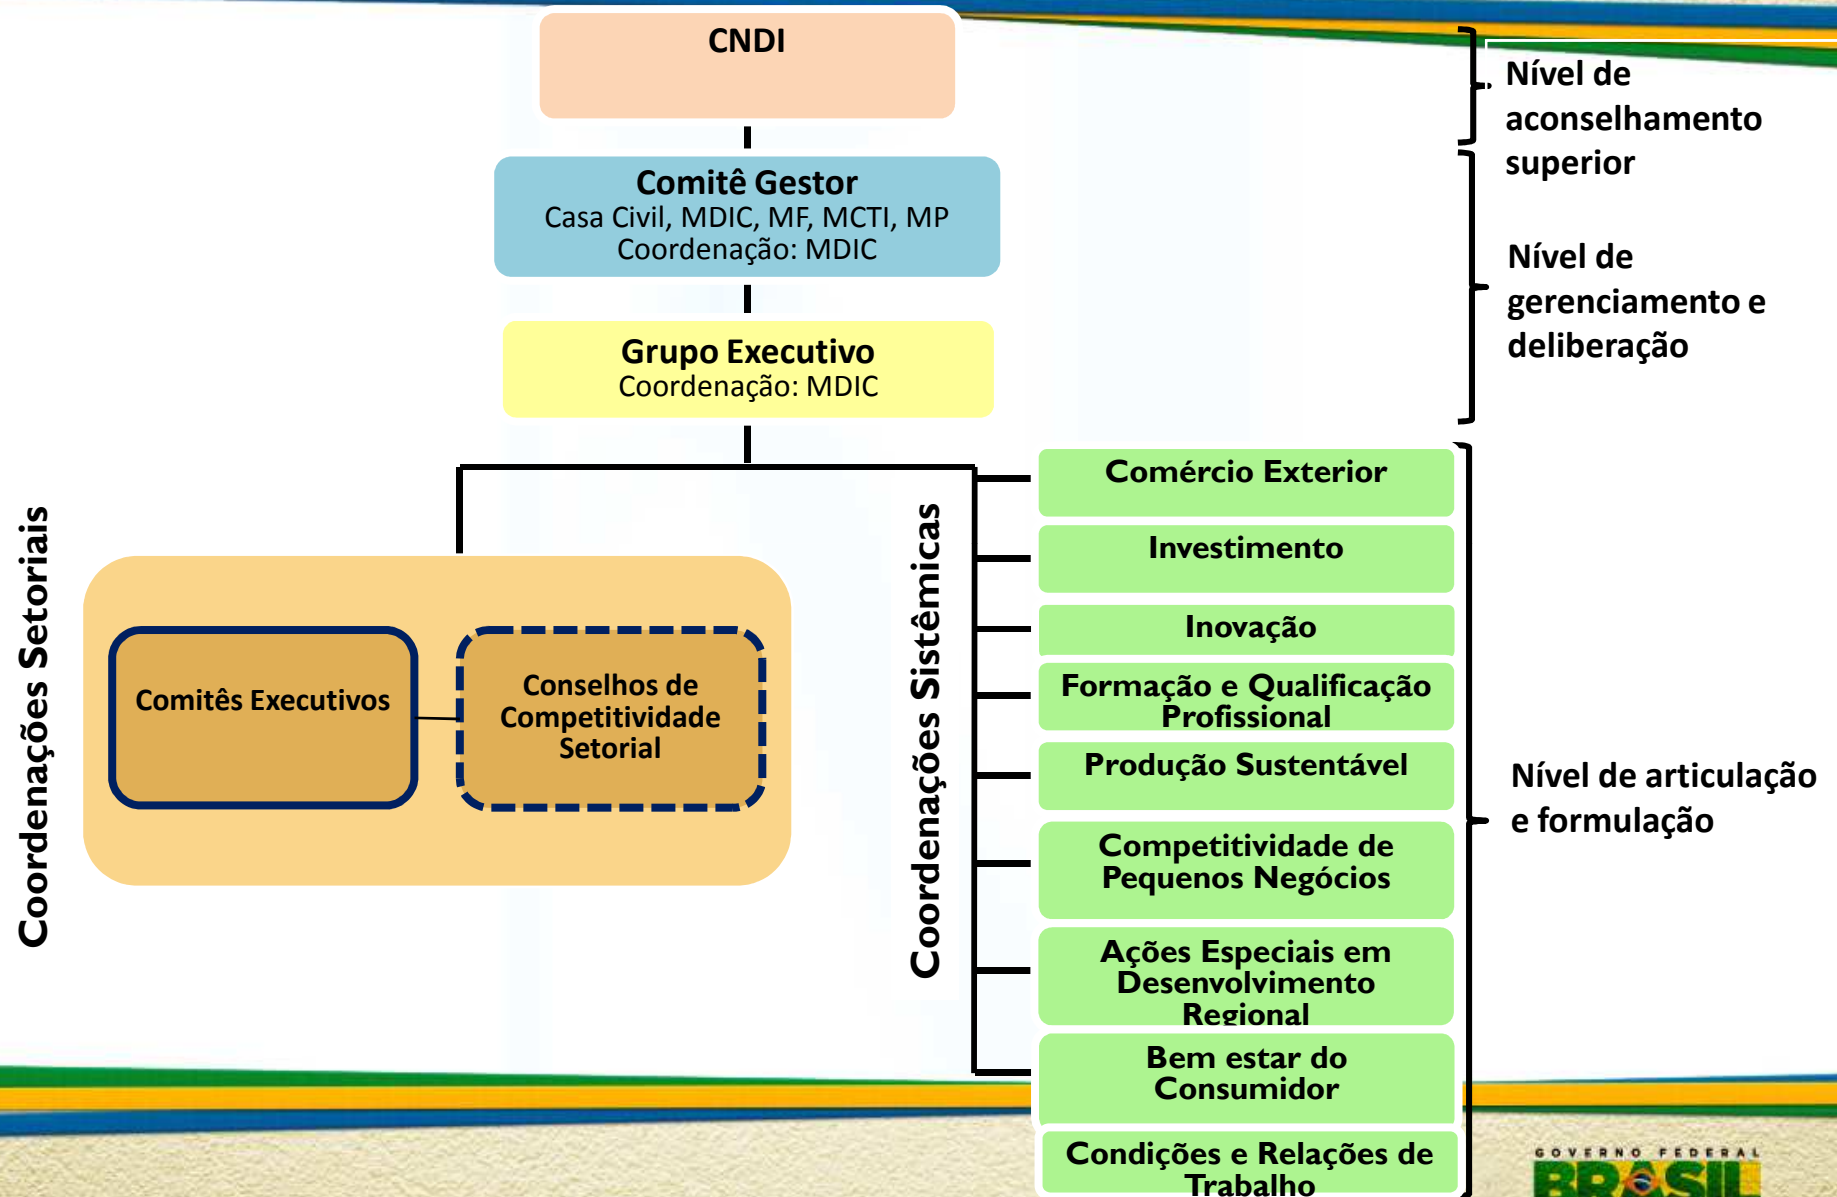 CNDI
Nível de
aconselhamento
superior
Comitê Gestor
Casa Civil, MDIC, MF, MCTI, MP
Coordenação: MDIC
Nível de
gerenciamento e
deliberação
Grupo Executivo
Coordenação: MDIC
Coordenações Setoriais
Comitês Executivos
Conselhos de
Competitividade
Setorial
Coordenações Sistêmicas
Comércio Exterior
Investimento
Inovação
Formação e Qualificação
Profissional
Produção Sustentável
Competitividade de
Pequenos Negócios
Ações Especiais em
Desenvolvimento
Regional
Bem estar do
Consumidor
Condições e Relações de
Trabalho
Nível de articulação
e formulação
GOVERNO FEDERAL
BRASIL